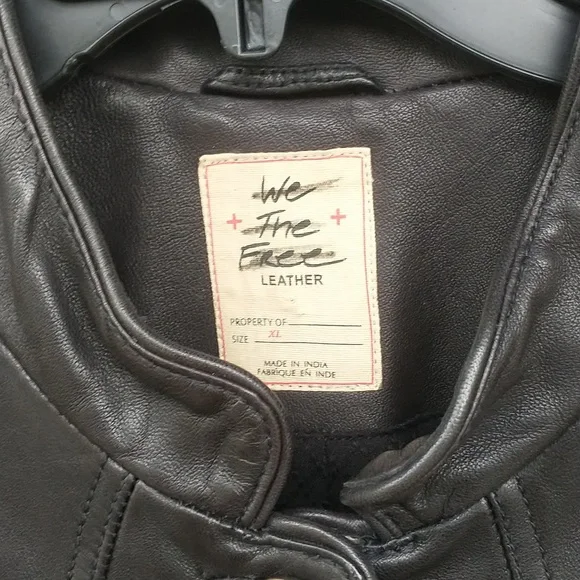 We
+ The +
Free
LEATHER
PROPERTY OF
SIZE XL
MADE IN INDIA
FABRIQUE EN INDE